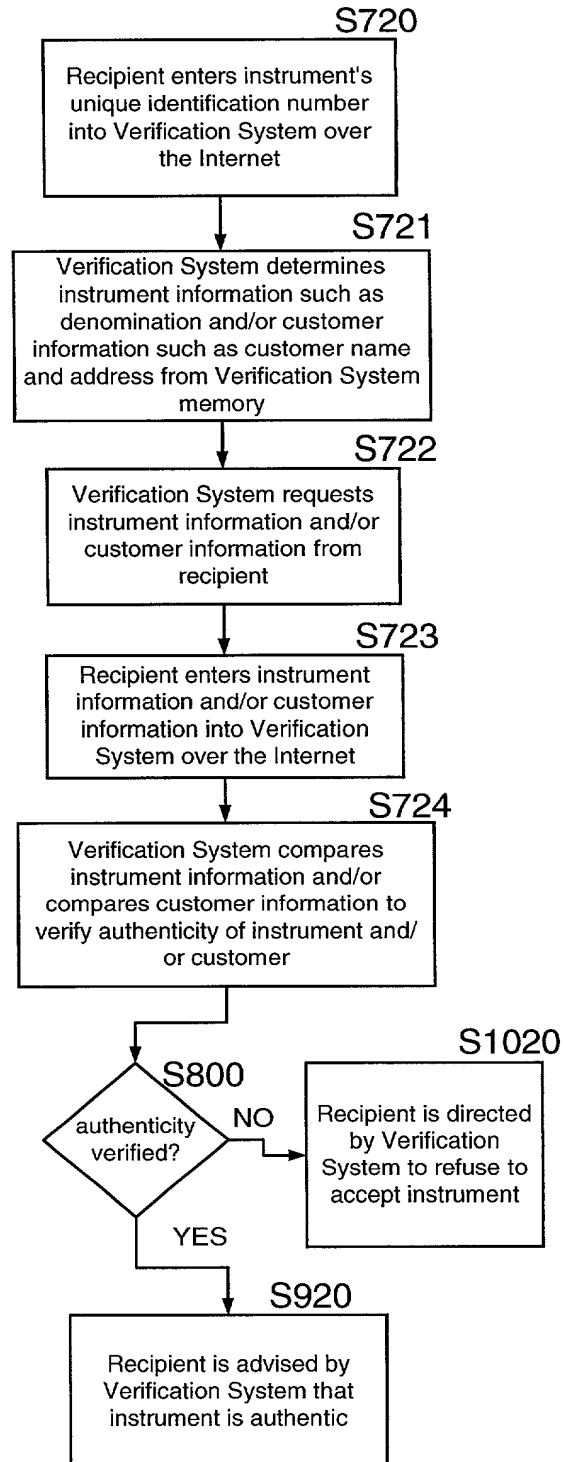 S720
Recipient enters instrument's
unique identification number
into Verification System over
the Internet
S721
Verification System determines
instrument information such as
denomination and/or customer
information such as customer name
and address from Verification System
memory
S722
Verification System requests
instrument information and/or
customer information from
recipient
S723
Recipient enters instrument
information and/or customer
information into Verification
System over the Internet
S724
Verification System compares
instrument information and/or
compares customer information to
verify authenticity of instrument and/
or customer
S800
authenticity
verified?
NO
S1020
Recipient is directed
by Verification
System to refuse to
accept instrument
YES
S920
Recipient is advised by
Verification System that
instrument is authentic